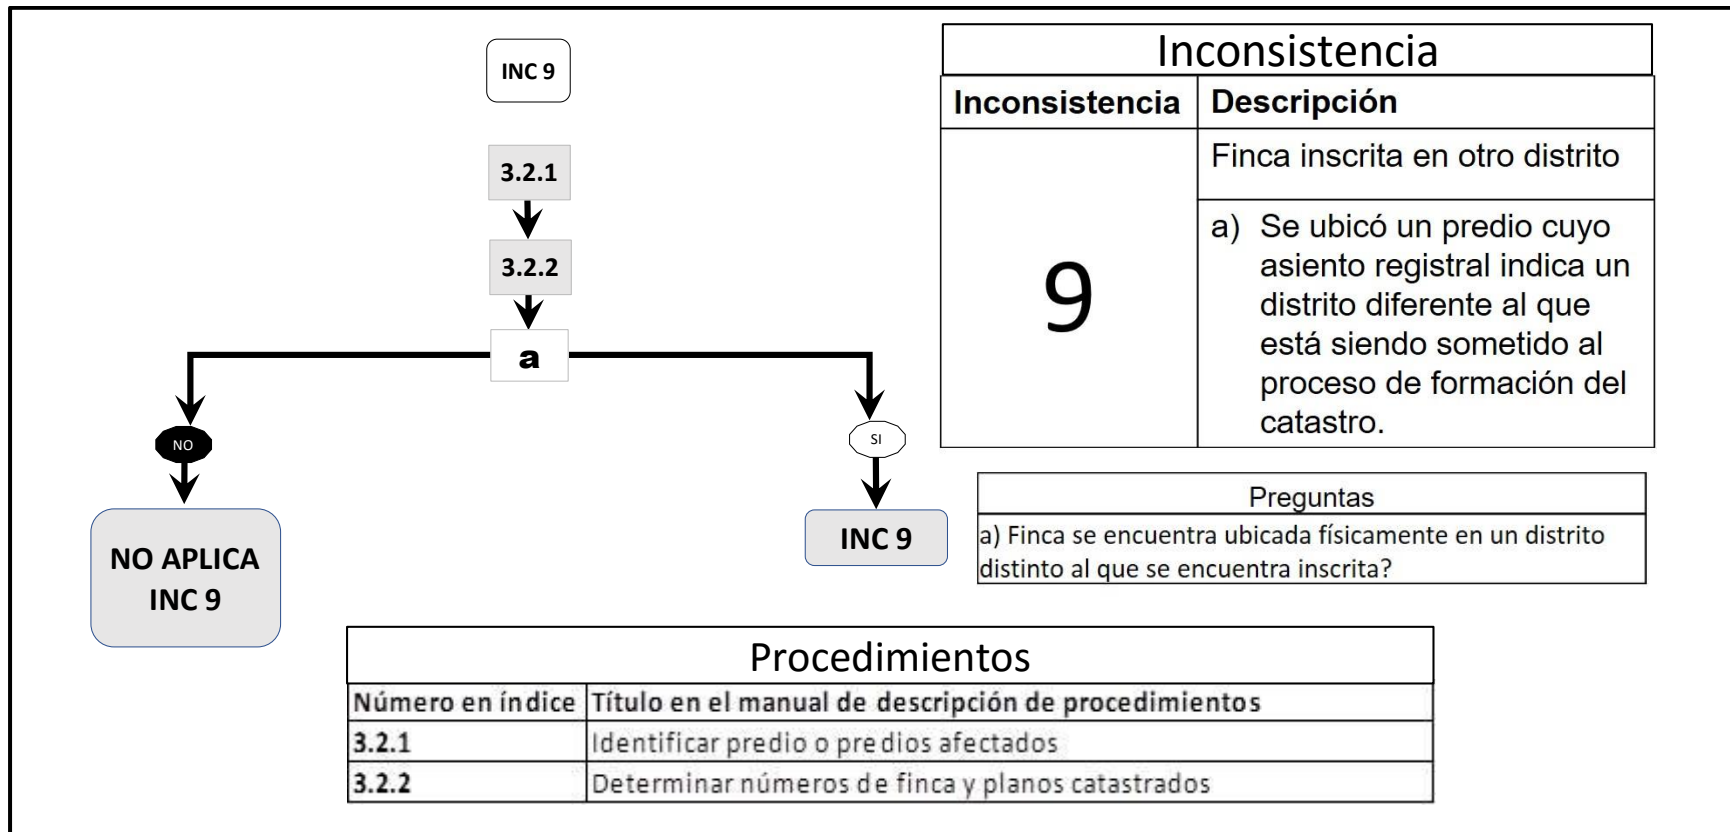 INC 9
3.2.1
3.2.2
a
NO
SI
NO APLICA
INC 9
INC 9
Inconsistencia
Inconsistencia Descripción
9
Finca inscrita en otro distrito
a) Se ubicó un predio cuyo
asiento registral indica un
distrito diferente al que
está siendo sometido al
proceso de formación del
catastro.
Preguntas
a) Finca se encuentra ubicada físicamente en un distrito
distinto al que se encuentra inscrita?
Procedimientos
Número en índice Título en el manual de descripción de procedimientos
3.2.1 Identificar predio o predios afectados
3.2.2 Determinar números de finca y planos catastrados